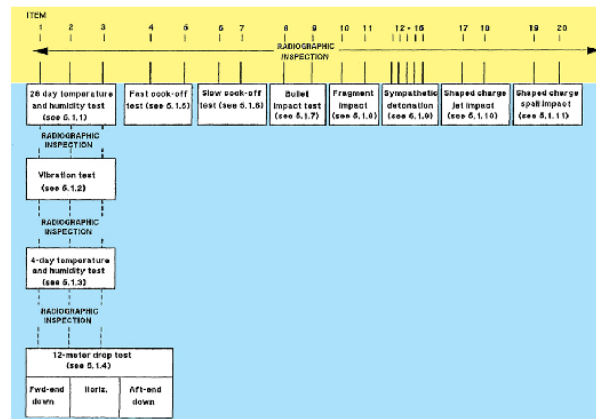 ITEM
1 2 3 4 5 6 7 8 9 10 11 12 - 16 17 18 19 20
RADIOGRAPHIC
INSPECTION
28 day temperature
and humidity test
(see 5.1.1)
Fast cook-off
test (see 5.1.5)
Slow cook-off
test (see 5.1.6)
Bullet
impact test
(see 5.1.7)
Fragment
impact
(see 5.1.8)
Sympathetic
detonation
(see 5.1.9)
Shaped charge
jet impact
(see 5.1.10)
Shaped charge
spall impact
(see 5.1.11)
RADIOGRAPHIC
INSPECTION
Vibration test
(see 5.1.2)
RADIOGRAPHIC
INSPECTION
4-day temperature
and humidity test
(see 5.1.3)
RADIOGRAPHIC
INSPECTION
12-meter drop test
(see 5.1.4)
Fwd-end
down
Horiz.
Aft-end
down